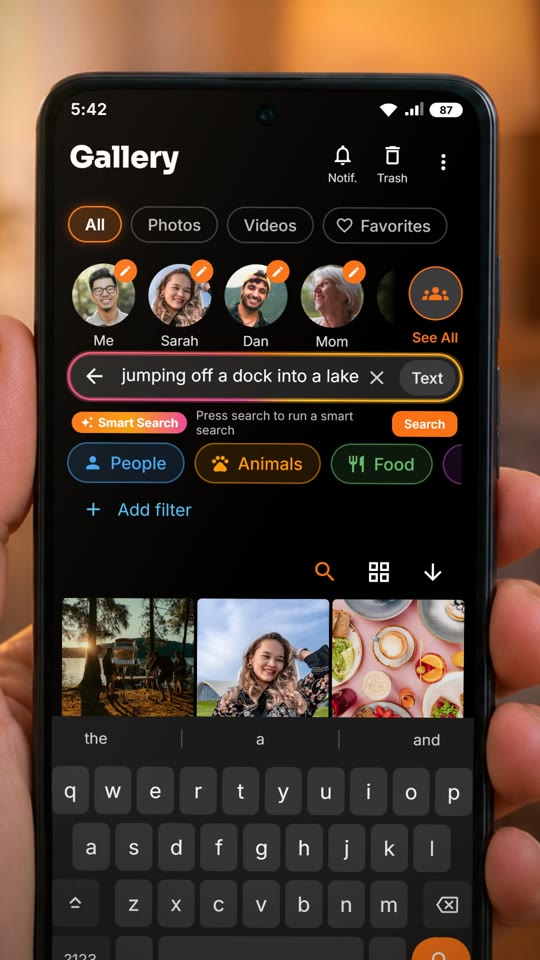 5:42
87
Gallery
Notif.
Trash
All
Photos
Videos
Favorites
Me
Sarah
Dan
Mom
See All
jumping off a dock into a lake
Text
Smart Search
Press search to run a smart
search
Search
People
Animals
Food
+ Add filter
the
a
and
q w e r t y u i o p
a s d f g h j k l
z x c v b n m
2123